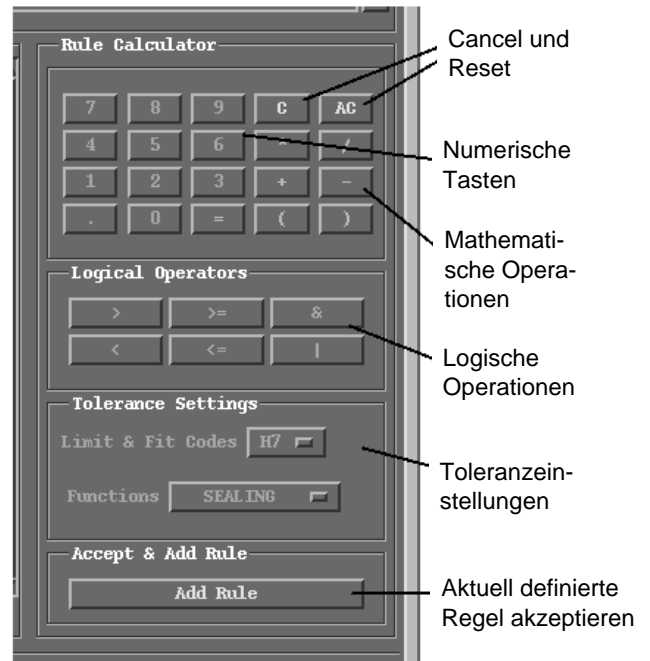 Rule Calculator
7 8 9 C AC
4 5 6 * /
1 2 3 + -
. 0 = ( )
Logical Operators
> >= &
< <= |
Tolerance Settings
Limit & Fit Codes H7
Functions SEALING
Accept & Add Rule
Add Rule
Cancel und
Reset
Numerische
Tasten
Mathemati-
sche Opera-
tionen
Logische
Operationen
Toleranzein-
stellungen
Aktuell definierte
Regel akzeptieren